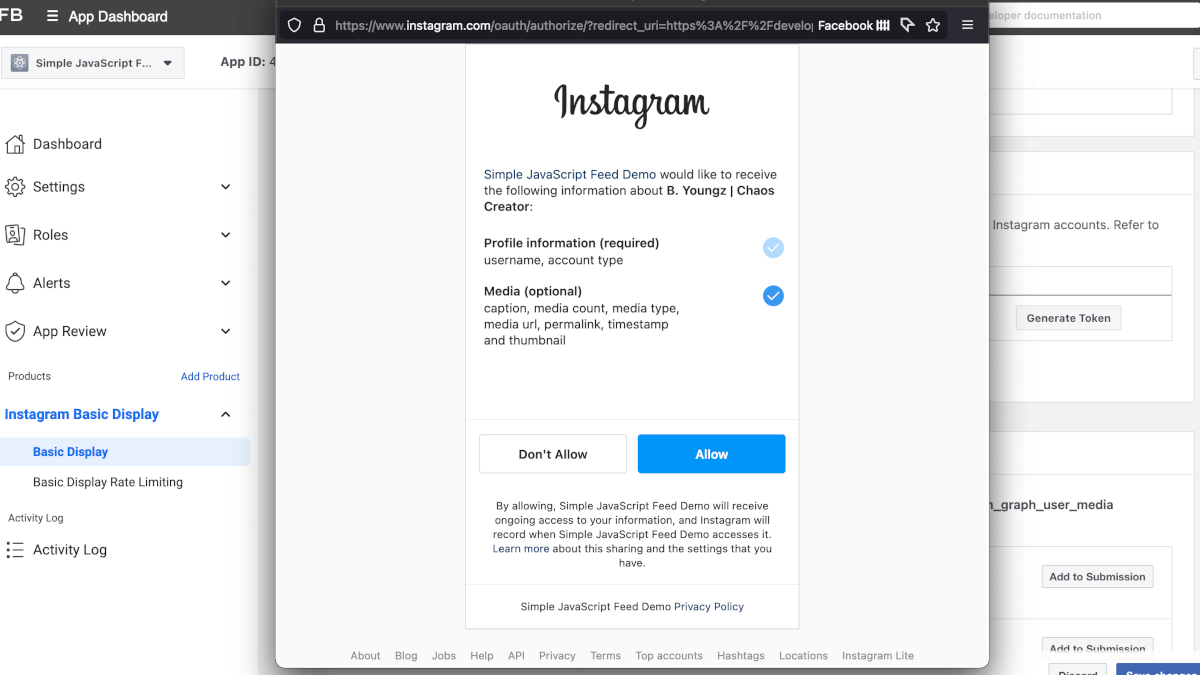 FB
App Dashboard
https://www.instagram.com/oauth/authorize/?redirect_uri=https%3A%2F%2Fdevelo
Facebook
eloper documentation
Simple JavaScript F...
App ID: 4
Dashboard
Settings
Roles
Alerts
App Review
Products
Add Product
Instagram Basic Display
Basic Display
Basic Display Rate Limiting
Activity Log
Activity Log
Instagram
Simple JavaScript Feed Demo would like to receive
the following information about B. Youngz | Chaos
Creator:
Profile information (required)
username, account type
Media (optional)
caption, media count, media type,
media url, permalink, timestamp
and thumbnail
Don't Allow
Allow
By allowing, Simple JavaScript Feed Demo will receive
ongoing access to your information, and Instagram will
record when Simple JavaScript Feed Demo accesses it.
Learn more about this sharing and the settings that you
have.
Simple JavaScript Feed Demo Privacy Policy
About Blog Jobs Help API Privacy Terms Top accounts Hashtags Locations Instagram Lite
Instagram accounts. Refer to
Generate Token
_graph_user_media
Add to Submission
Add to Submission
Discard
Save changes